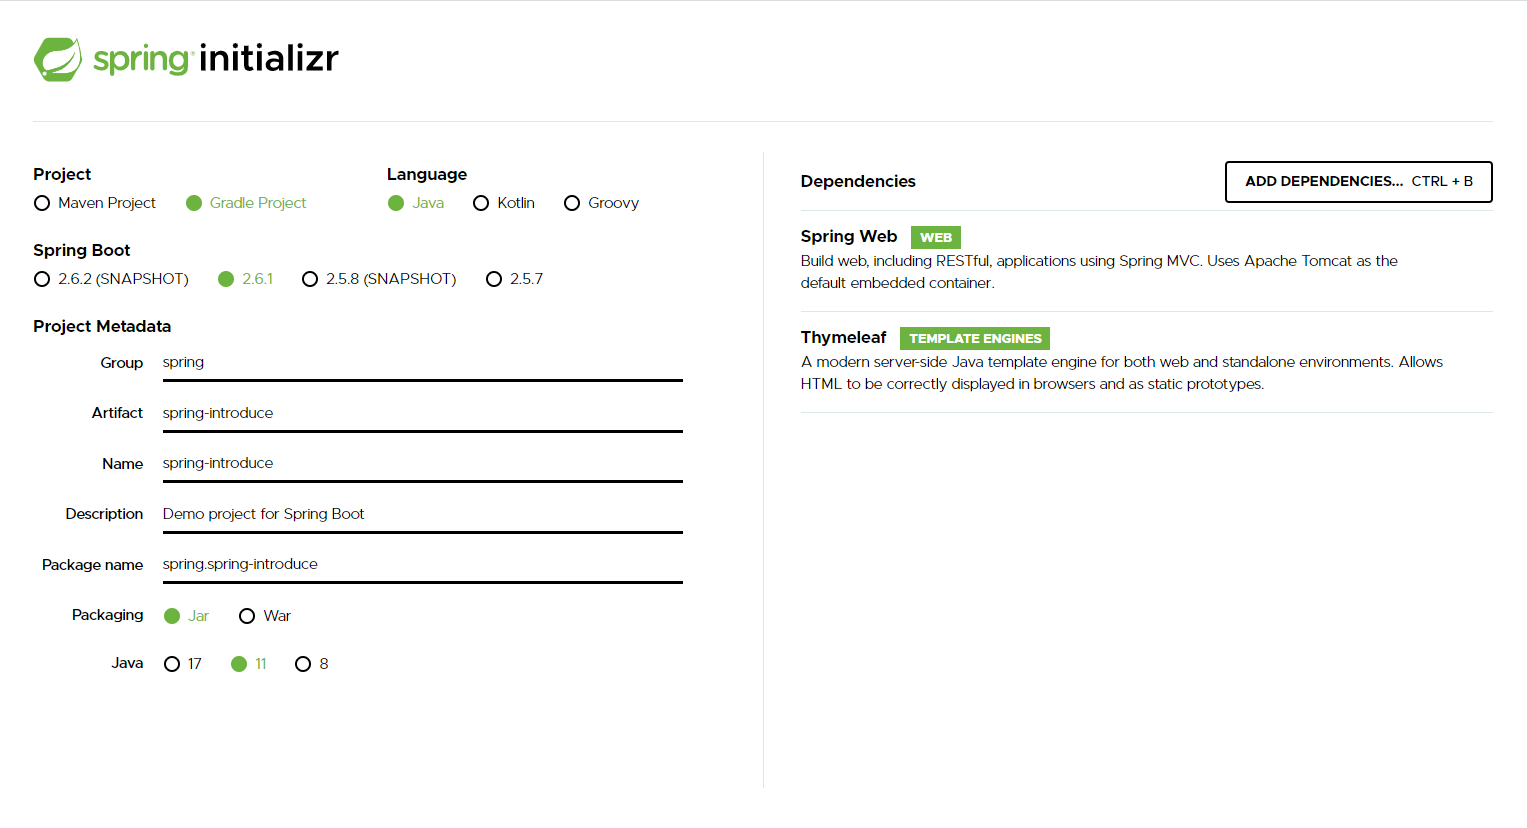 spring initializr
Project
Maven Project Gradle Project
Language
Java Kotlin Groovy
Spring Boot
2.6.2 (SNAPSHOT) 2.6.1 2.5.8 (SNAPSHOT) 2.5.7
Project Metadata
Group spring
Artifact spring-introduce
Name spring-introduce
Description Demo project for Spring Boot
Package name spring.spring-introduce
Packaging Jar War
Java 17 11 8
Dependencies ADD DEPENDENCIES... CTRL + B
Spring Web WEB
Build web, including RESTful, applications using Spring MVC. Uses Apache Tomcat as the
default embedded container.
Thymeleaf TEMPLATE ENGINES
A modern server-side Java template engine for both web and standalone environments. Allows
HTML to be correctly displayed in browsers and as static prototypes.